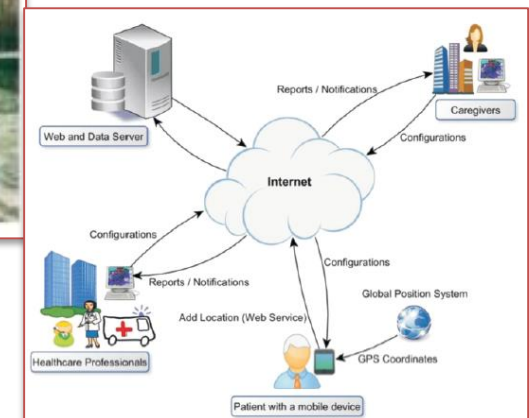 Web and Data Server
Reports / Notifications
Caregivers
Configurations
Internet
Configurations
Reports / Notifications
Healthcare Professionals
Configurations
Add Location (Web Service)
Global Position System
GPS Coordinates
Patient with a mobile device